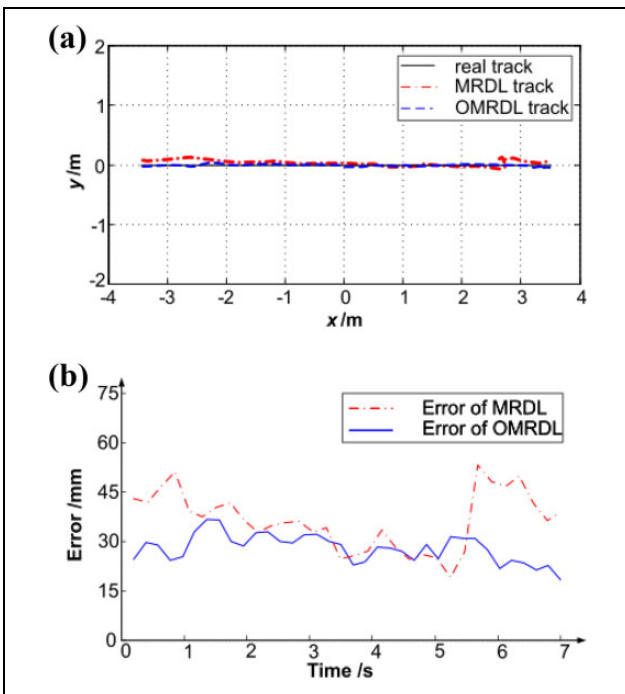 (a)
2
real track
MRDL track
OMRDL track
1
y/m
0
-1
-2
-4 -3 -2 -1 0 1 2 3 4
x/m
(b)
75
Error of MRDL
Error of OMRDL
60
45
Error /mm
30
15
0
0 1 2 3 4 5 6 7
Time /s